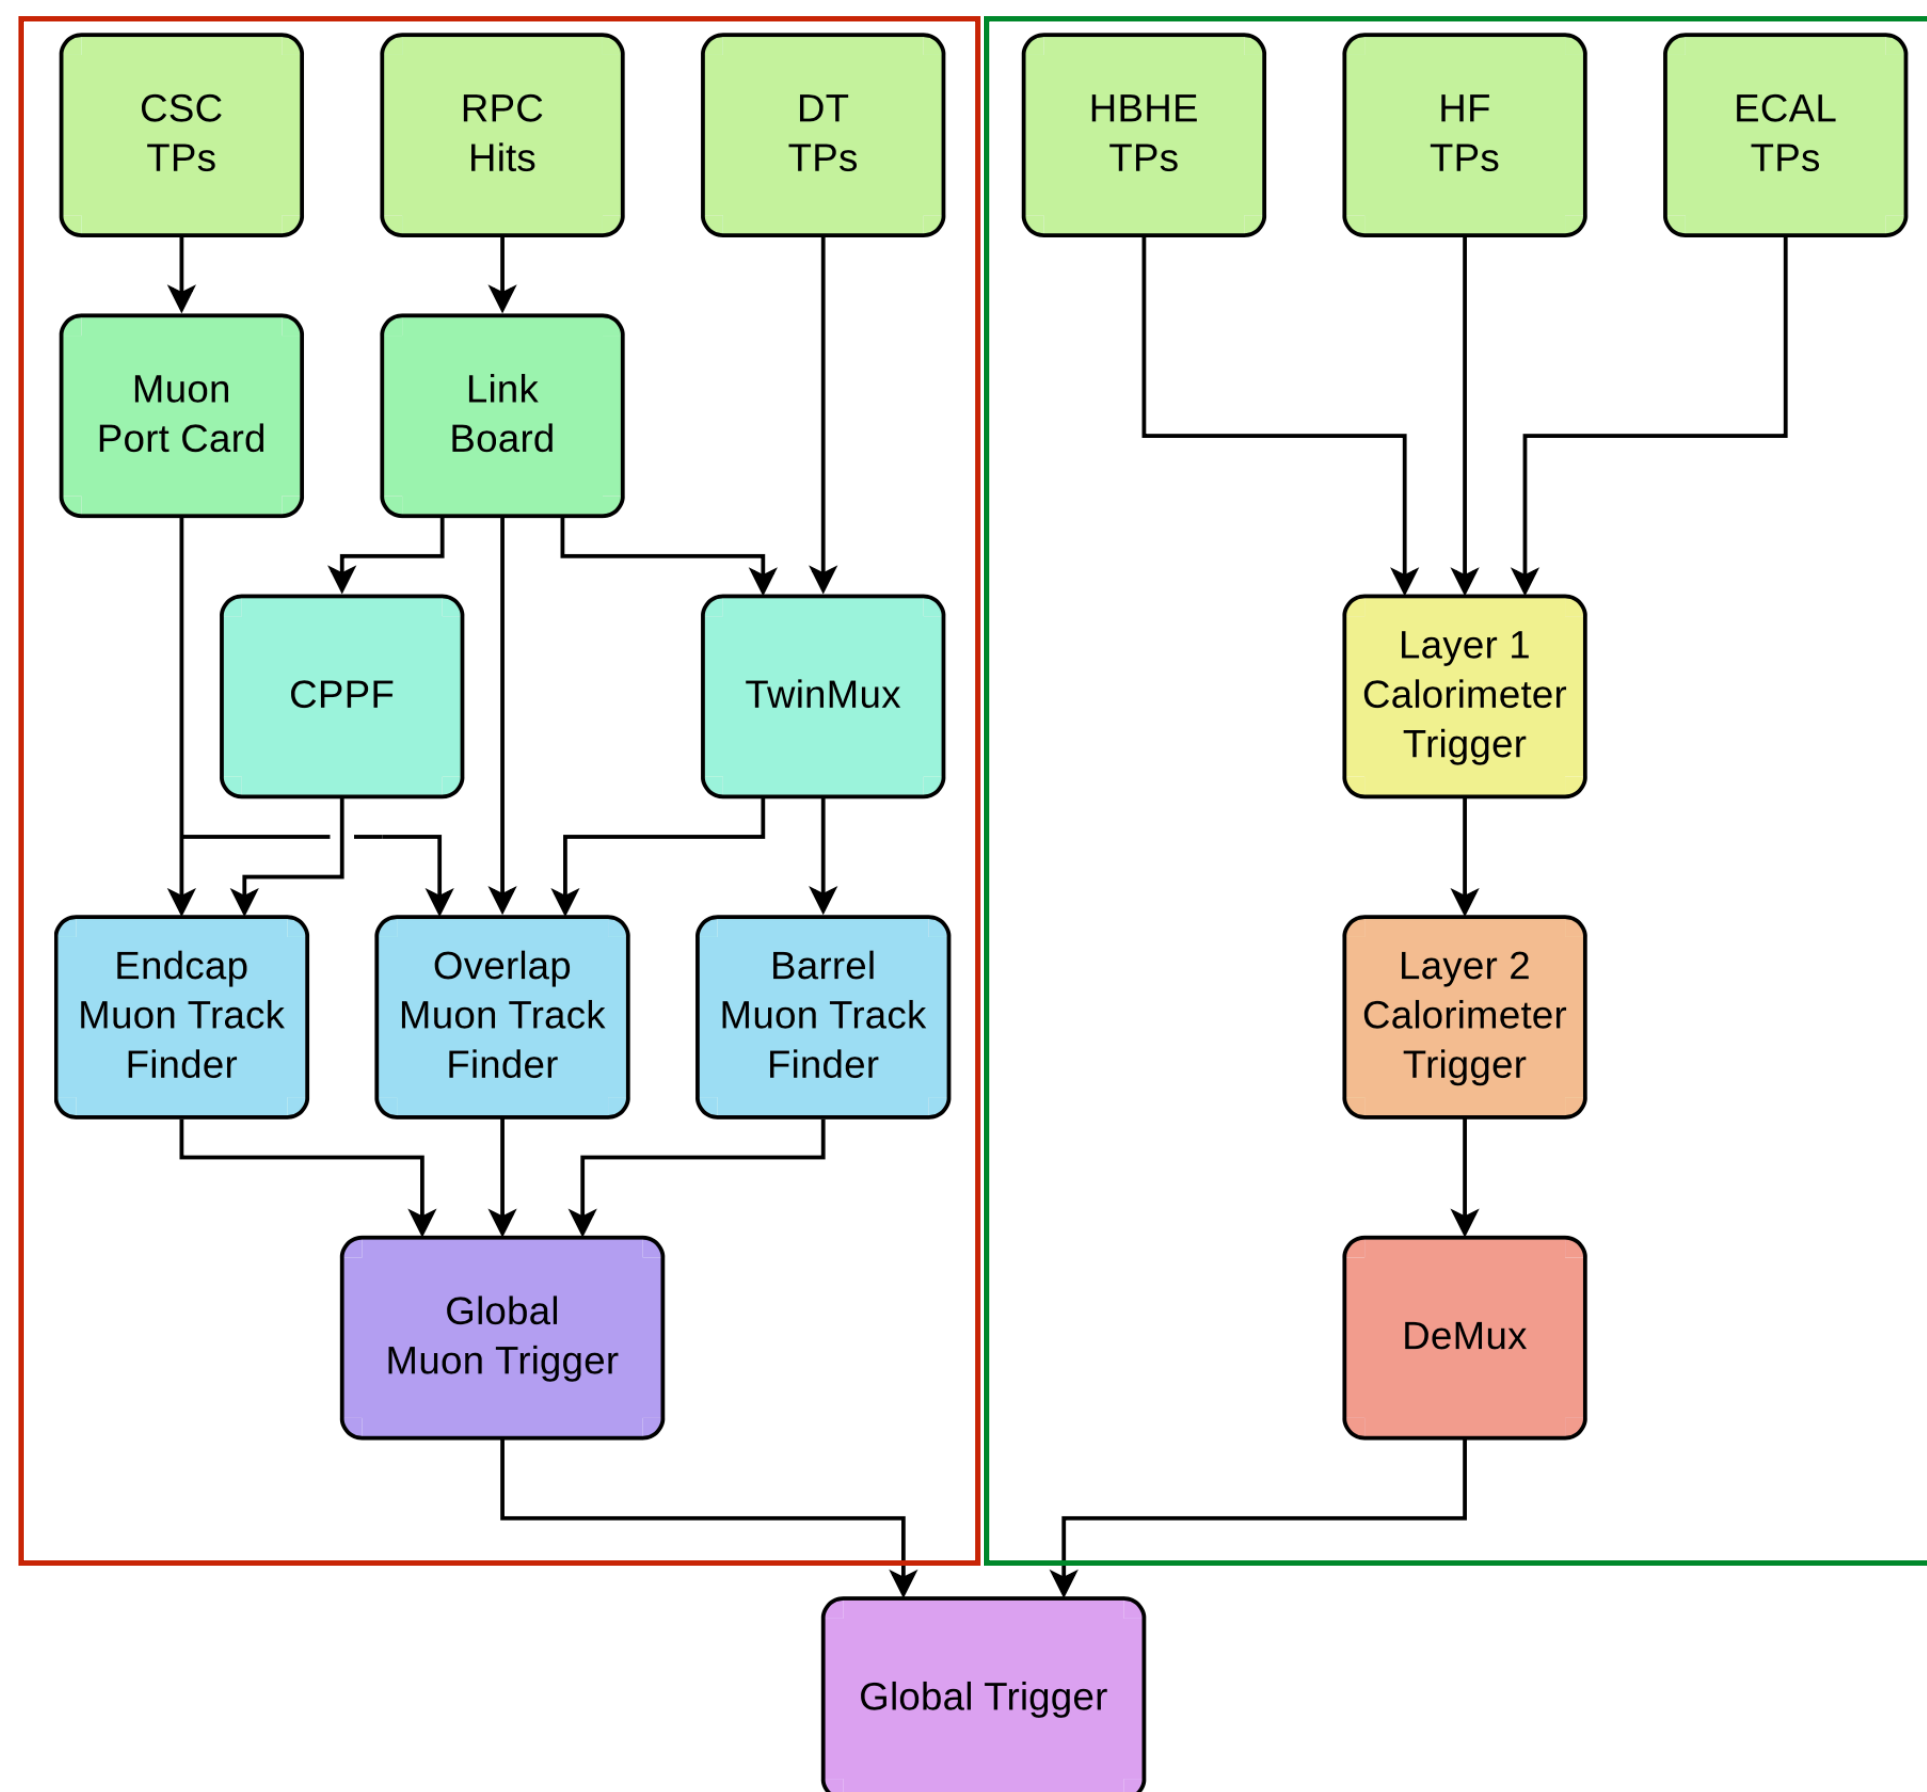 CSC
TPs
RPC
Hits
DT
TPs
HBHE
TPs
HF
TPs
ECAL
TPs
Muon
Port Card
Link
Board
CPPF
TwinMux
Layer 1
Calorimeter
Trigger
Endcap
Muon Track
Finder
Overlap
Muon Track
Finder
Barrel
Muon Track
Finder
Layer 2
Calorimeter
Trigger
Global
Muon Trigger
DeMux
Global Trigger